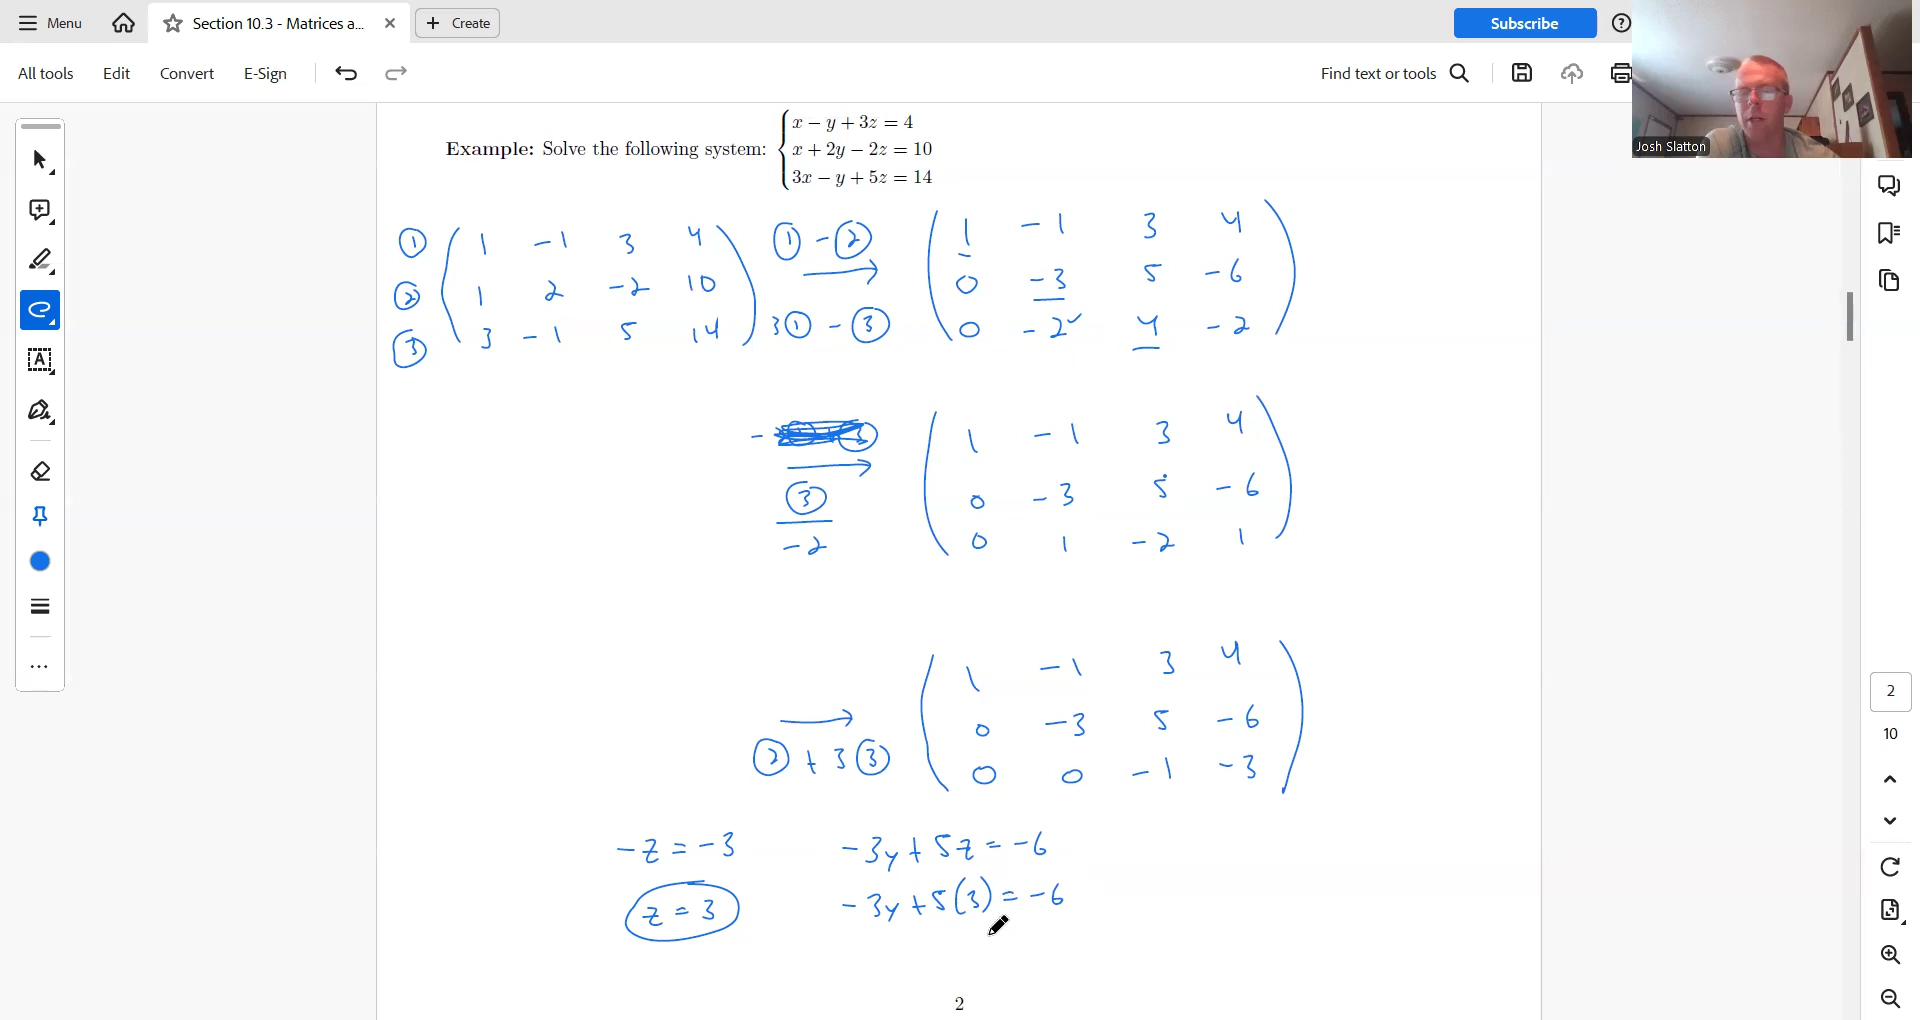 Menu Section 10.3 - Matrices a... Create Subscribe
All tools Edit Convert E-Sign Find text or tools
Josh Slatton
Example: Solve the following system:
x − y + 3z = 4
x + 2y − 2z = 10
3x − y + 5z = 14
① 1 -1 3 4
② 1 2 -2 10
③ 3 -1 5 14
① - ②
3① - ③
1 -1 3 4
0 -3 5 -6
0 -2 4 -2
③
-2
1 -1 3 4
0 -3 5 -6
0 1 -2 1
② + 3③
1 -1 3 4
0 -3 5 -6
0 0 -1 -3
-z = -3
z = 3
-3y + 5z = -6
-3y + 5(3) = -6
2
2
10